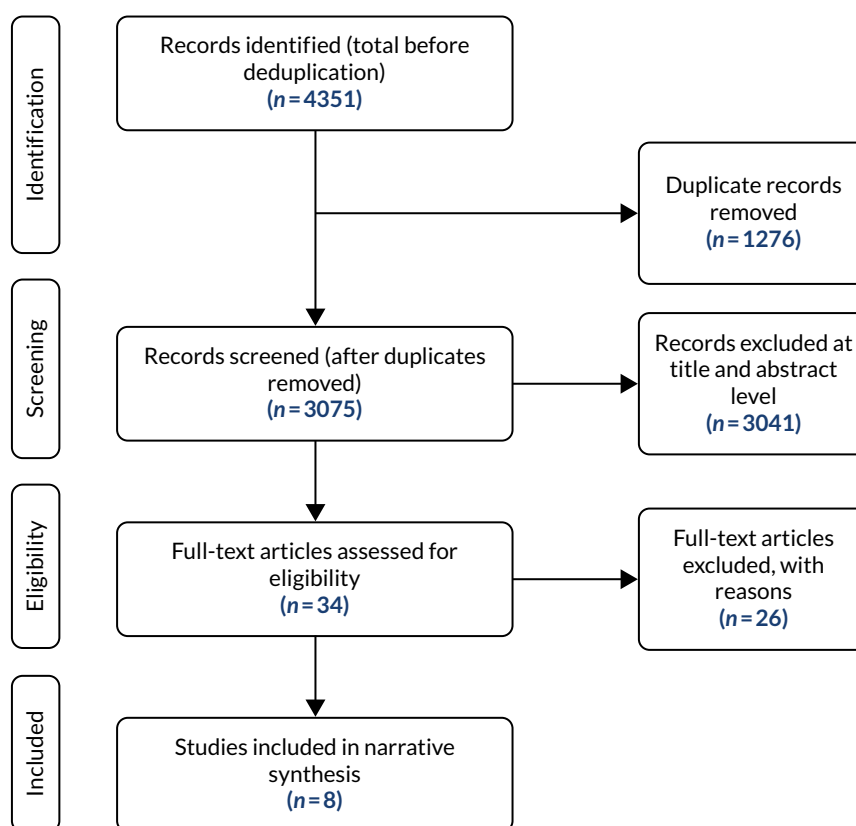 Identification
Records identified (total before
deduplication)
(n = 4351)
Duplicate records
removed
(n = 1276)
Screening
Records screened (after duplicates
removed)
(n = 3075)
Records excluded at
title and abstract
level
(n = 3041)
Eligibility
Full-text articles assessed for
eligibility
(n = 34)
Full-text articles
excluded, with
reasons
(n = 26)
Included
Studies included in narrative
synthesis
(n = 8)